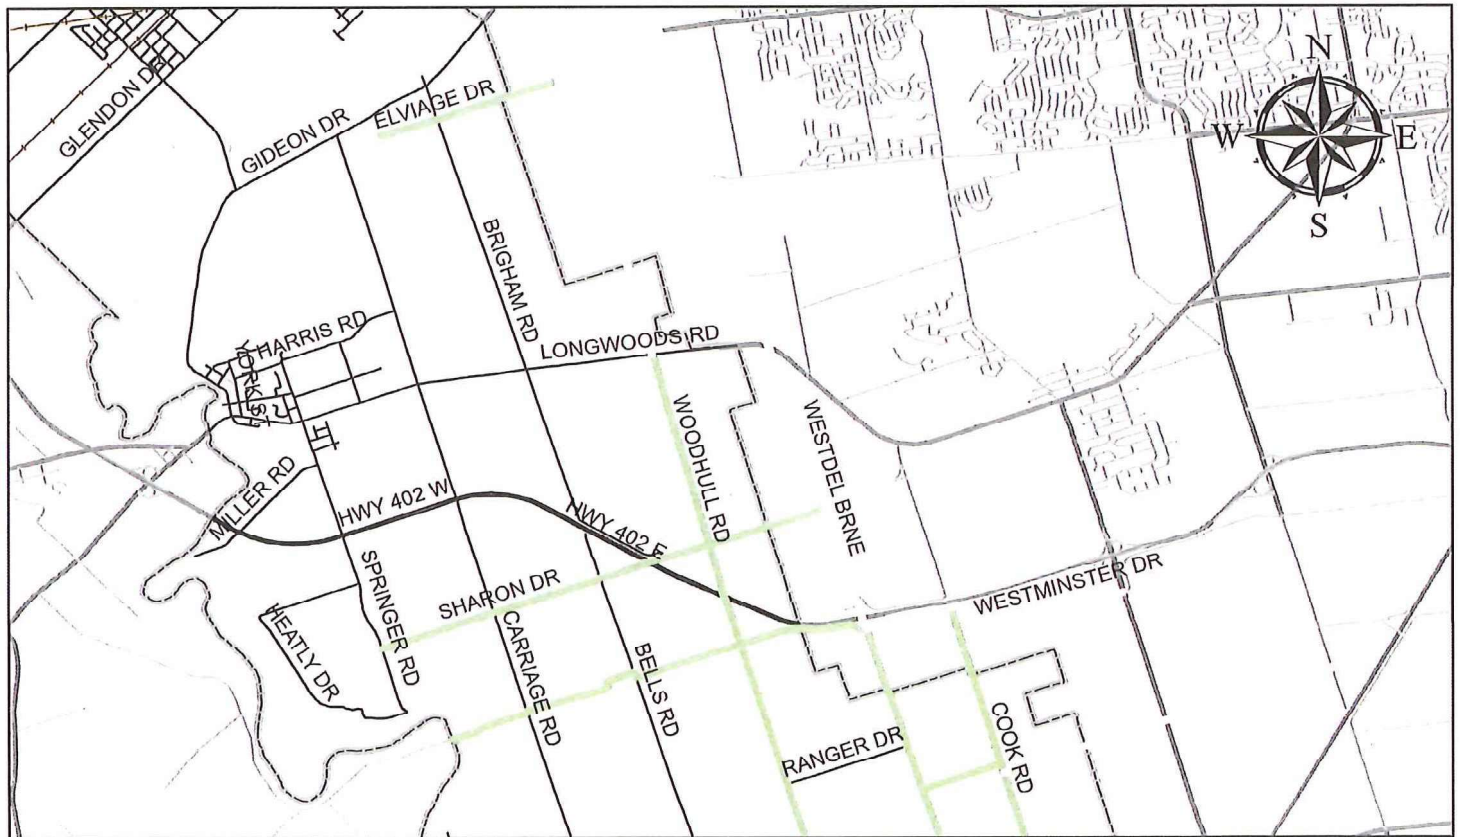 N
W
E
S
GLENDON DR
GIDEON DR
ELVIAGE DR
BRIGHAM RD
HARRIS RD
YORK ST
LONGWOODS RD
WOODHULL RD
WESTDEL BRNE
MILLER RD
HWY 402 W
HWY 402 E
SPRINGER RD
SHARON DR
HEATLY DR
CARRIAGE RD
BELLS RD
WESTMINSTER DR
COOK RD
RANGER DR